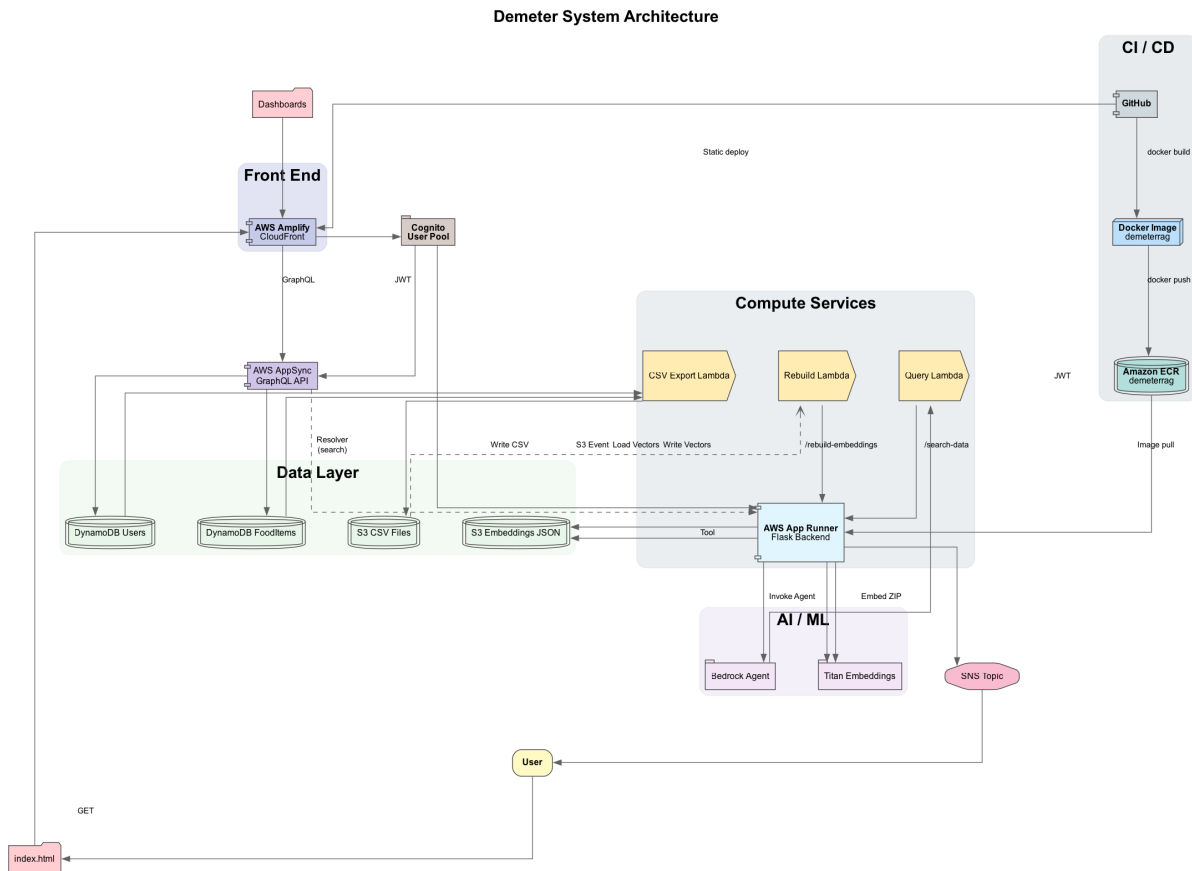 Demeter System Architecture
CI / CD
Dashboards
GitHub
Static deploy
docker build
Front End
AWS Amplify
CloudFront
Cognito
User Pool
Docker Image
demeterrag
GraphQL
JWT
docker push
Compute Services
AWS AppSync
GraphQL API
CSV Export Lambda
Rebuild Lambda
Query Lambda
JWT
Amazon ECR
demeterrag
Resolver
(search)
Write CSV
S3 Event
Load Vectors
Write Vectors
/rebuild-embeddings
/search-data
Image pull
Data Layer
DynamoDB Users
DynamoDB FoodItems
S3 CSV Files
S3 Embeddings JSON
Tool
AWS App Runner
Flask Backend
Invoke Agent
Embed ZIP
AI / ML
Bedrock Agent
Titan Embeddings
SNS Topic
User
GET
index.html